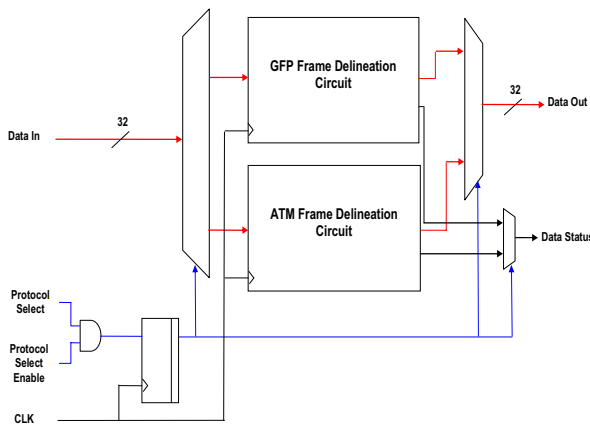 GFP Frame Delineation
Circuit
32
32
Data In
Data Out
ATM Frame Delineation
Circuit
Data Status
Protocol
Select
Protocol
Select
Enable
CLK